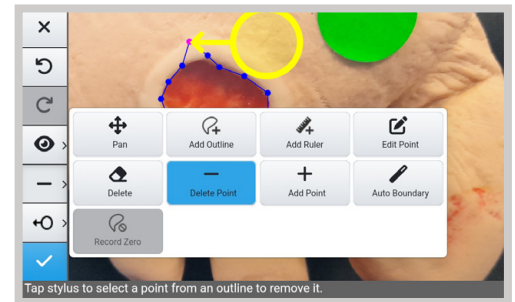 Pan
Add Outline
Add Ruler
Edit Point
Delete
Delete Point
Add Point
Auto Boundary
Record Zero
Tap stylus to select a point from an outline to remove it.